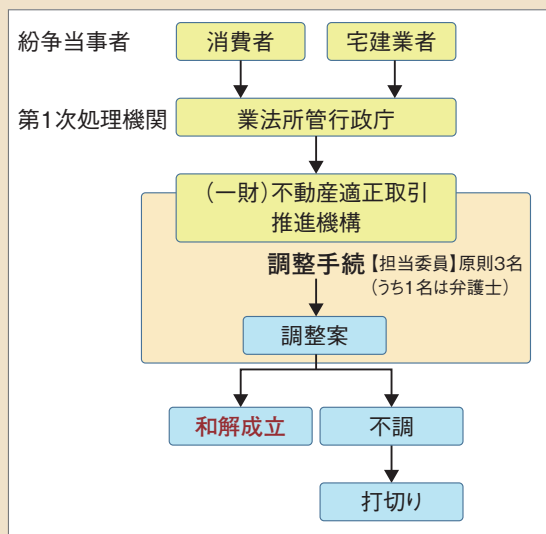 紛争当事者
消費者
宅建業者
第1次処理機関
業法所管行政庁
（一財）不動産適正取引
推進機構
調整手続【担当委員】原則3名
（うち1名は弁護士）
調整案
和解成立
不調
打切り